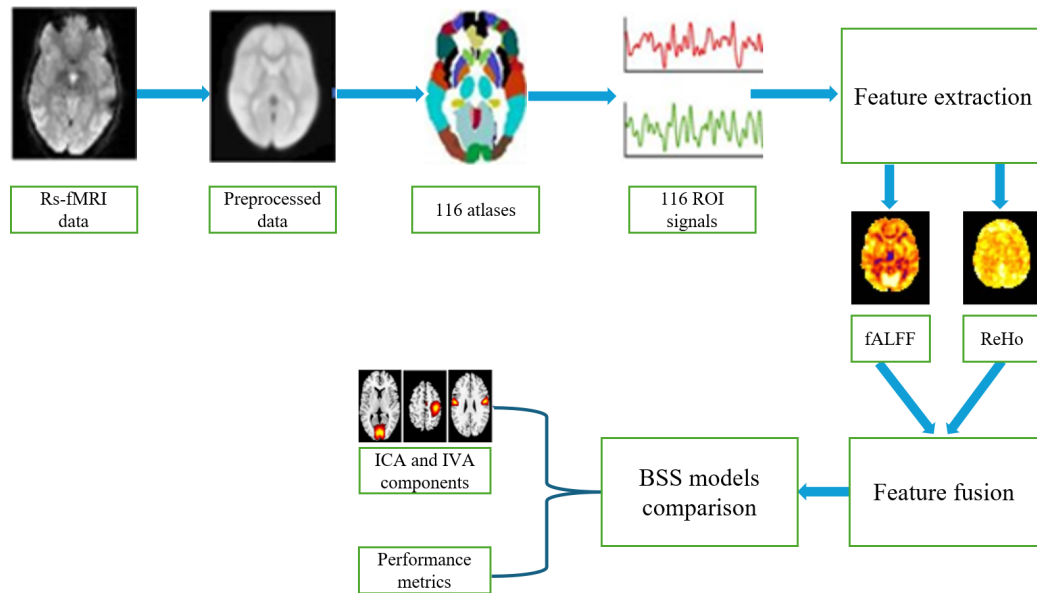 Feature extraction
Rs-fMRI
data
Preprocessed
data
116 atlases
116 ROI
signals
fALFF
ReHo
ICA and IVA
components
BSS models
comparison
Feature fusion
Performance
metrics